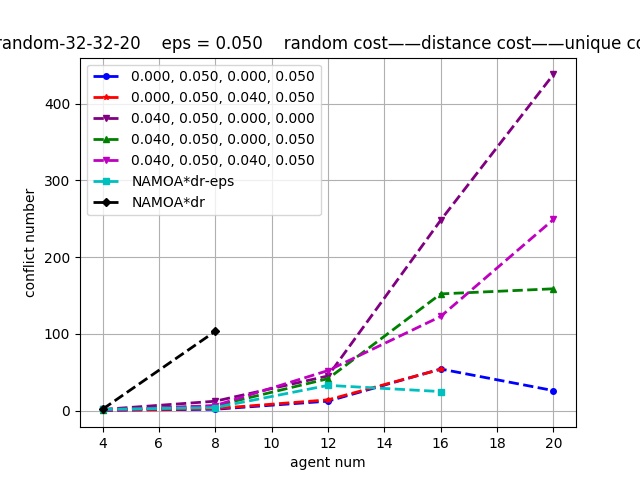 random-32-32-20    eps = 0.050    random cost——distance cost——unique co
0.000, 0.050, 0.000, 0.050
0.000, 0.050, 0.040, 0.050
0.040, 0.050, 0.000, 0.000
0.040, 0.050, 0.000, 0.050
0.040, 0.050, 0.040, 0.050
NAMOA*dr-eps
NAMOA*dr
conflict number
400
300
200
100
0
4 6 8 10 12 14 16 18 20
agent num